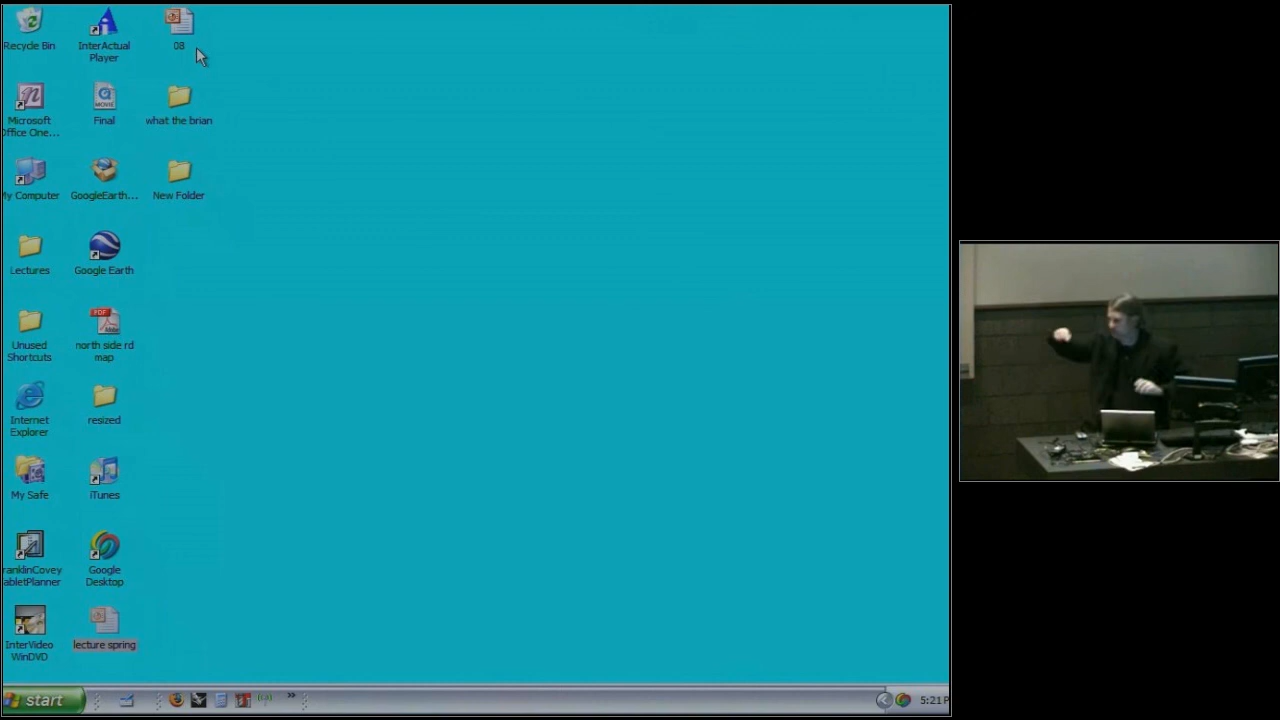 Recycle Bin
InterActual
Player
08
Microsoft
Office One...
MOVIE
Final
what the brian
My Computer
GoogleEarth...
New Folder
Lectures
Google Earth
Unused
Shortcuts
PDF
north side rd
map
Internet
Explorer
resized
My Safe
iTunes
ranklinCovey
abletPlanner
Google
Desktop
InterVideo
WinDVD
lecture spring
start
5:21 P